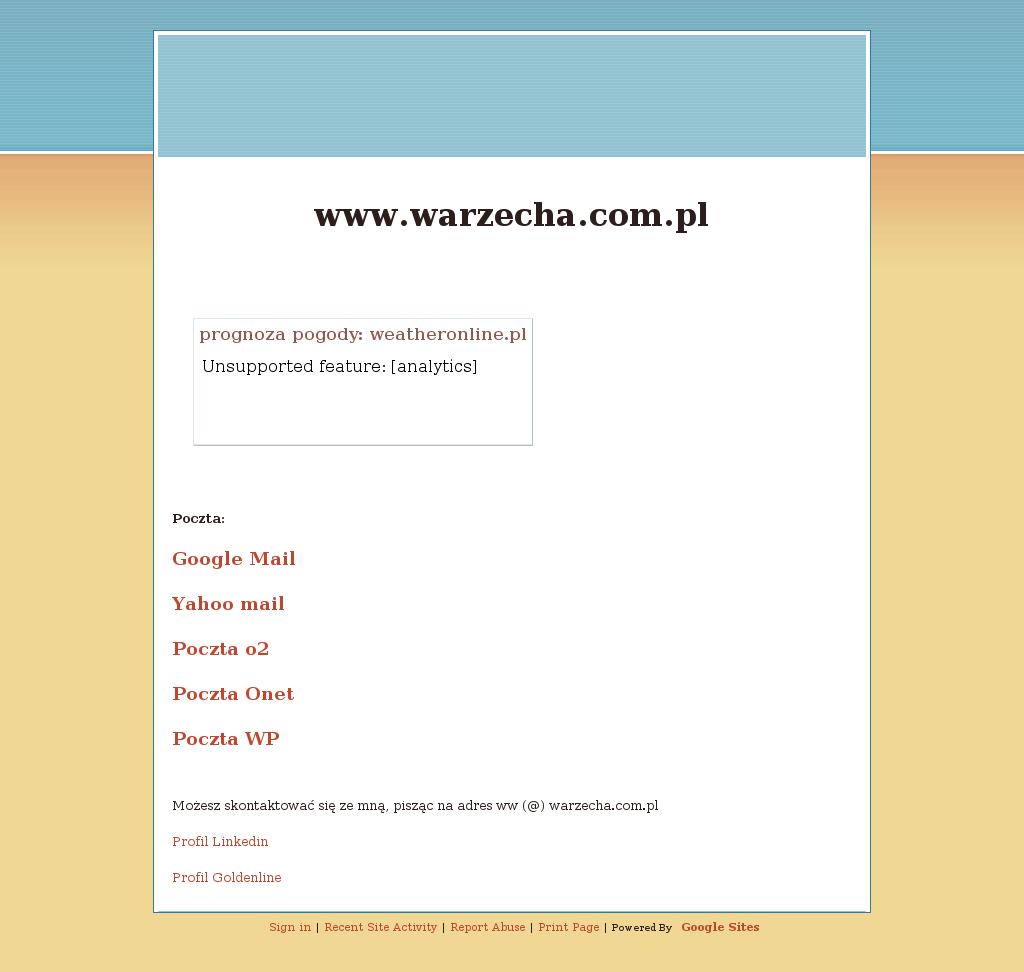 www.warzecha.com.pl
prognoza pogody: weatheronline.pl
Unsupported feature: [analytics]
Poczta:
Google Mail
Yahoo mail
Poczta o2
Poczta Onet
Poczta WP
Możesz skontaktować się ze mną, pisząc na adres ww (@) warzecha.com.pl
Profil Linkedin
Profil Goldenline
Sign in | Recent Site Activity | Report Abuse | Print Page | Powered By Google Sites